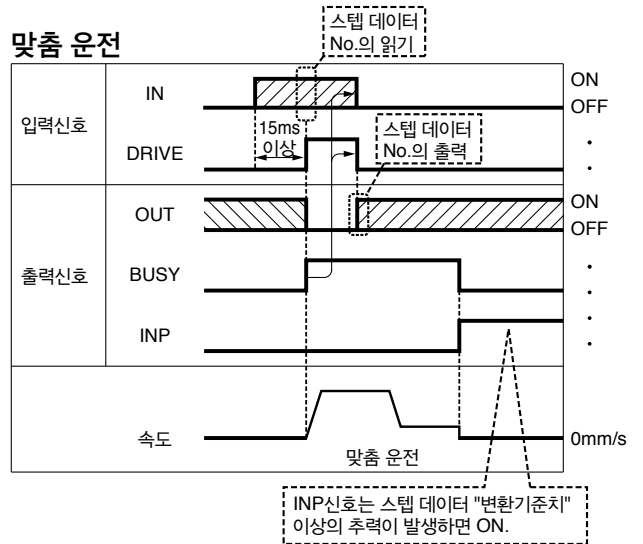 맞춤 운전
스텝 데이터
No.의 읽기
입력신호
IN
ON
OFF
15ms
이상
스텝 데이터
No.의 출력
DRIVE
출력신호
OUT
ON
OFF
BUSY
INP
속도
0mm/s
맞춤 운전
INP신호는 스텝 데이터 "변환기준치"
이상의 추력이 발생하면 ON.